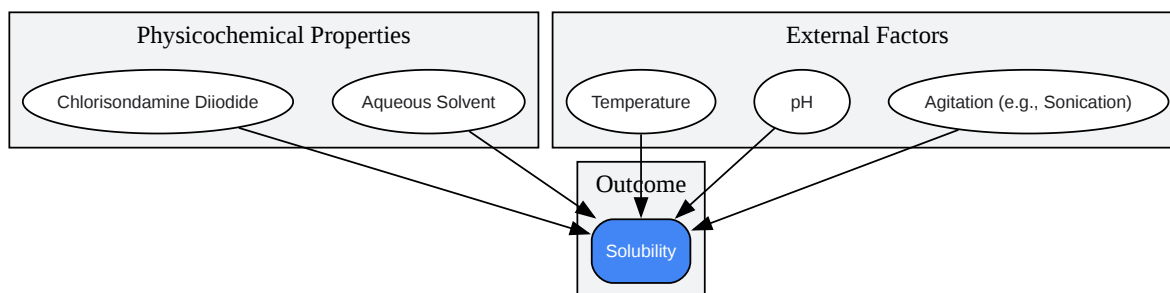 Physicochemical Properties
External Factors
Chlorisondamine Diiodide
Aqueous Solvent
Temperature
pH
Agitation (e.g., Sonication)
Outcome
Solubility